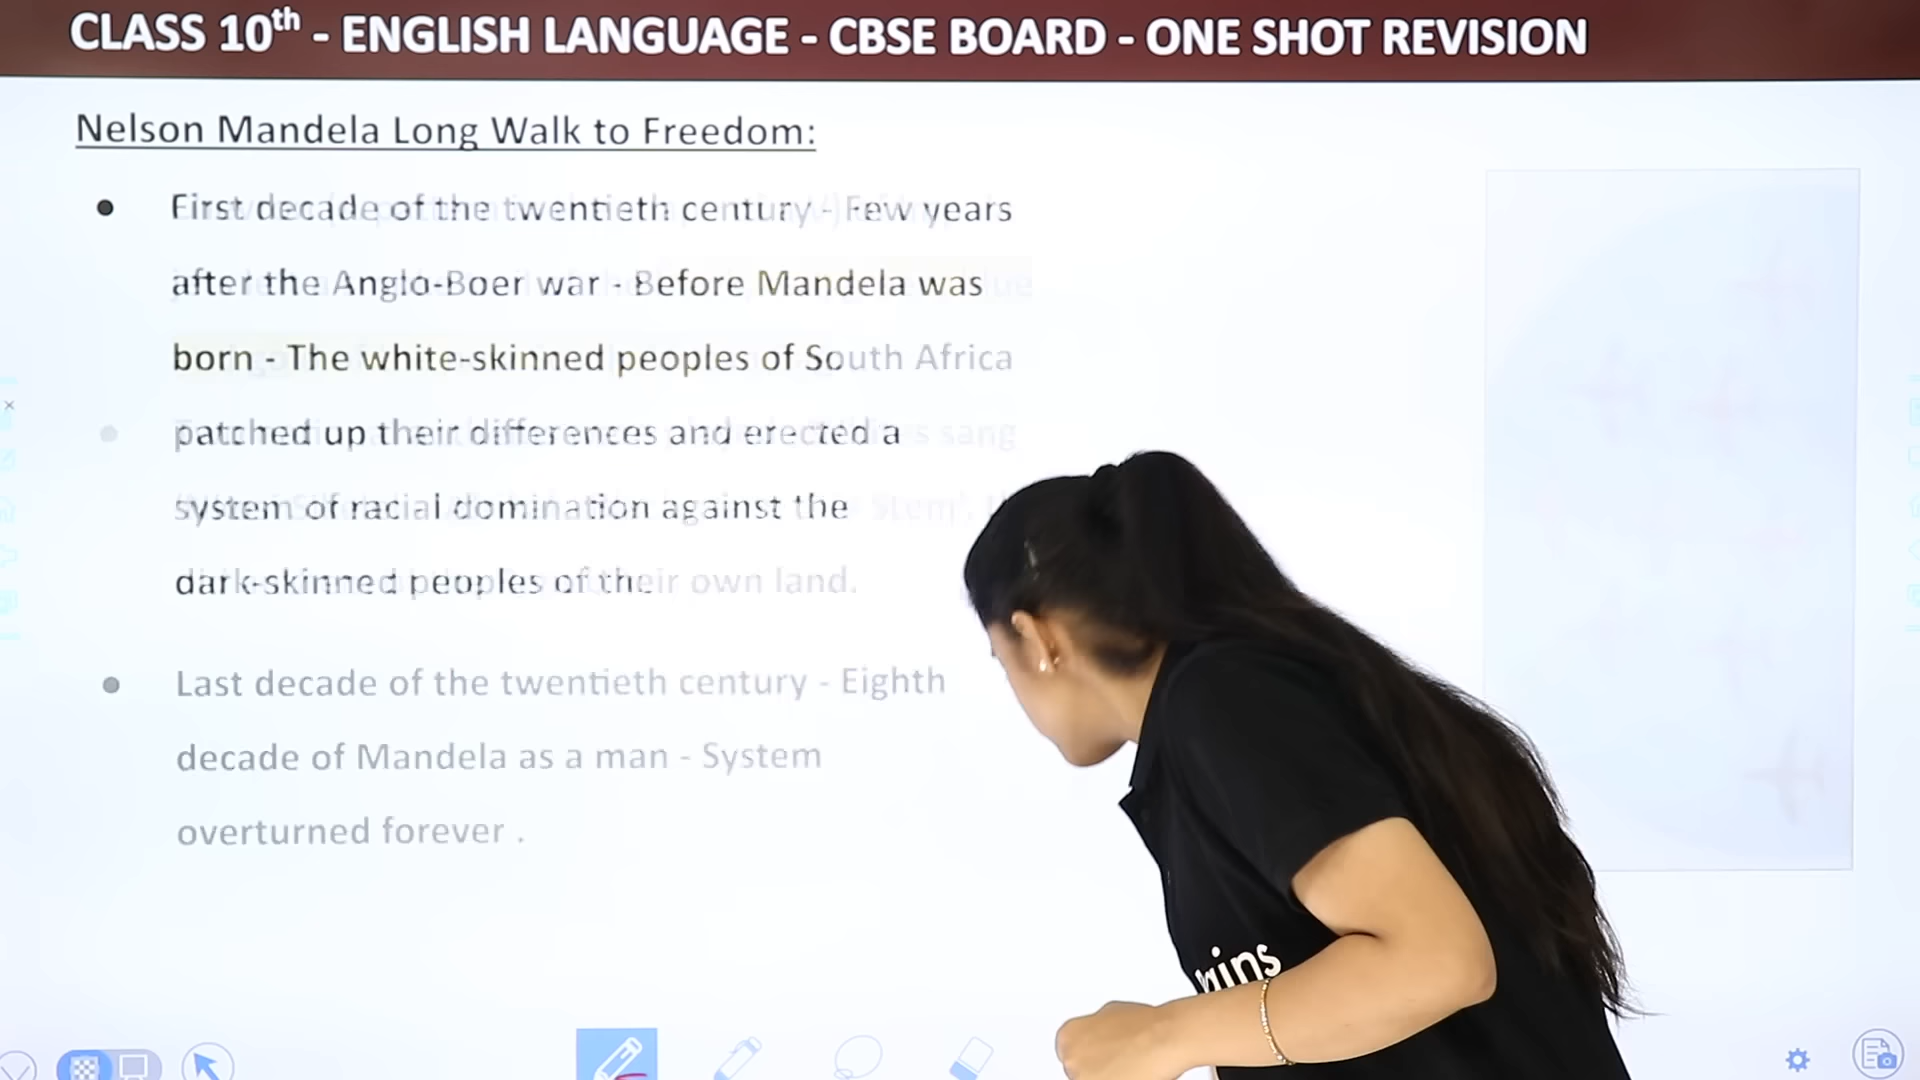 CLASS 10th - ENGLISH LANGUAGE - CBSE BOARD - ONE SHOT REVISION
Nelson Mandela Long Walk to Freedom:
● First decade of the twentieth century - Few years
after the Anglo-Boer war - Before Mandela was
born - The white-skinned peoples of South Africa
patched up their differences and erected a
system of racial domination against the
dark-skinned peoples of their own land.
● Last decade of the twentieth century - Eighth
decade of Mandela as a man - System
overturned forever .